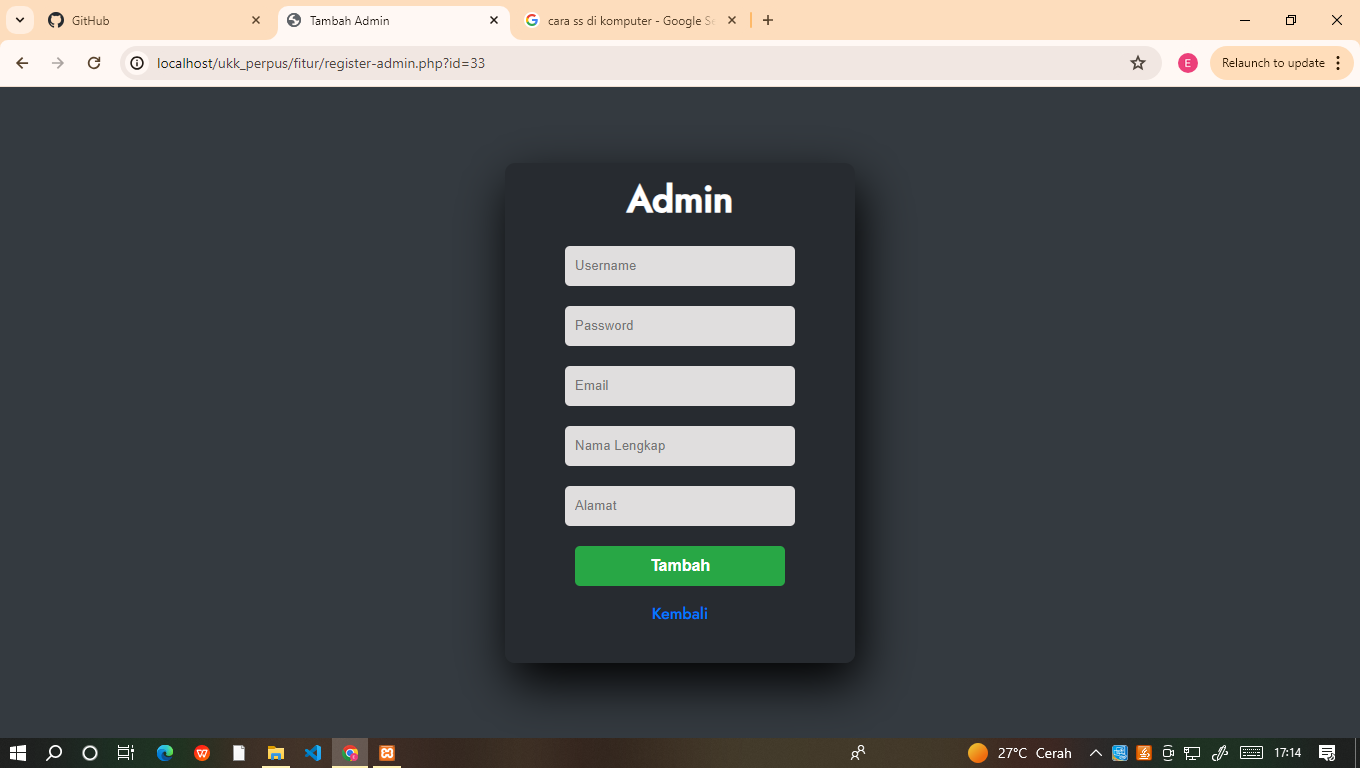 GitHub
Tambah Admin
cara ss di komputer - Google Se
localhost/ukk_perpus/fitur/register-admin.php?id=33
E
Relaunch to update
Admin
Username
Password
Email
Nama Lengkap
Alamat
Tambah
Kembali
27°C Cerah
17:14